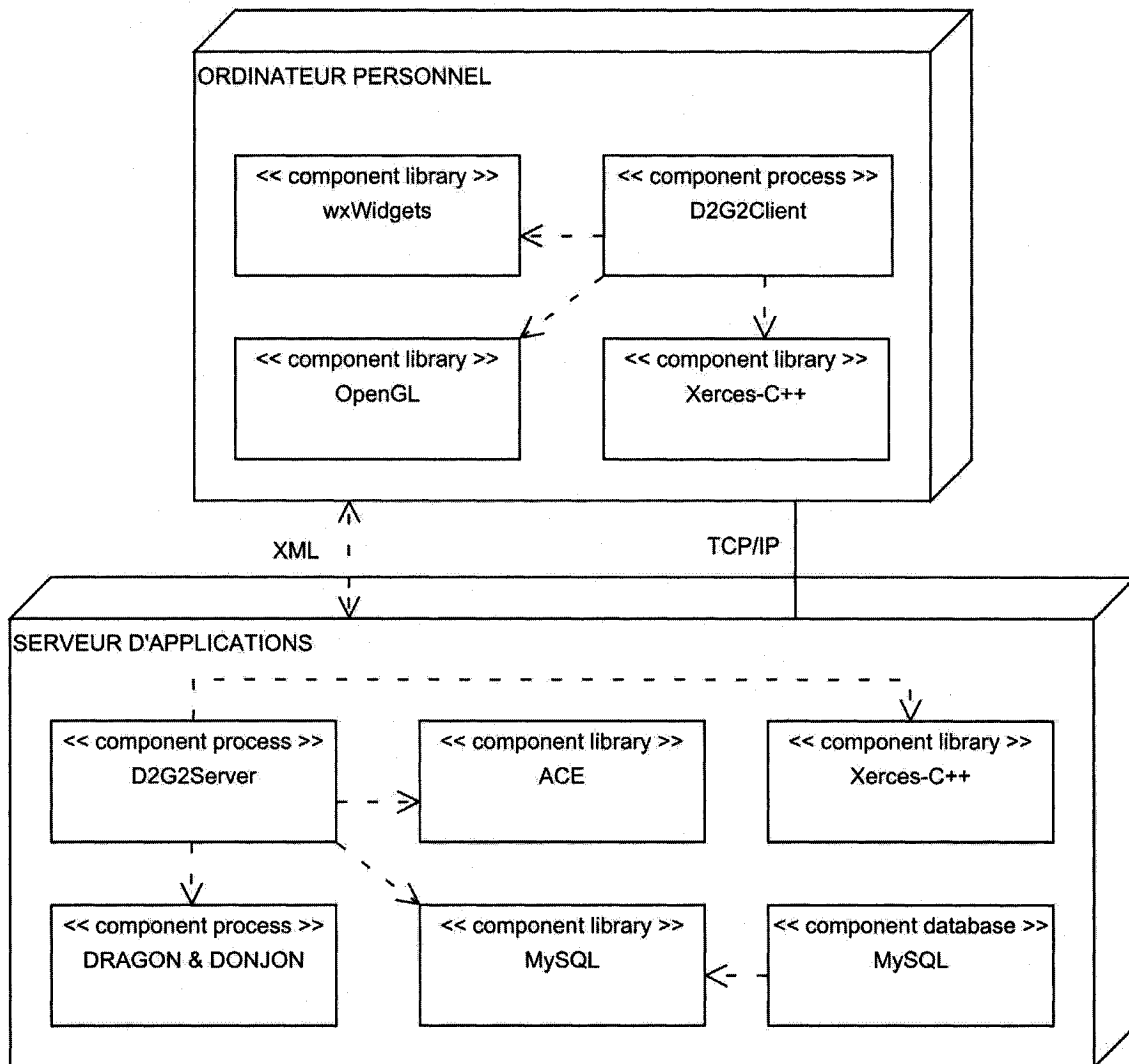 ORDINATEUR PERSONNEL
<< component library >>
wxWidgets
<< component process >>
D2G2Client
<< component library >>
OpenGL
<< component library >>
Xerces-C++
XML
TCP/IP
SERVEUR D'APPLICATIONS
<< component process >>
D2G2Server
<< component library >>
ACE
<< component library >>
Xerces-C++
<< component process >>
DRAGON & DONJON
<< component library >>
MySQL
<< component database >>
MySQL